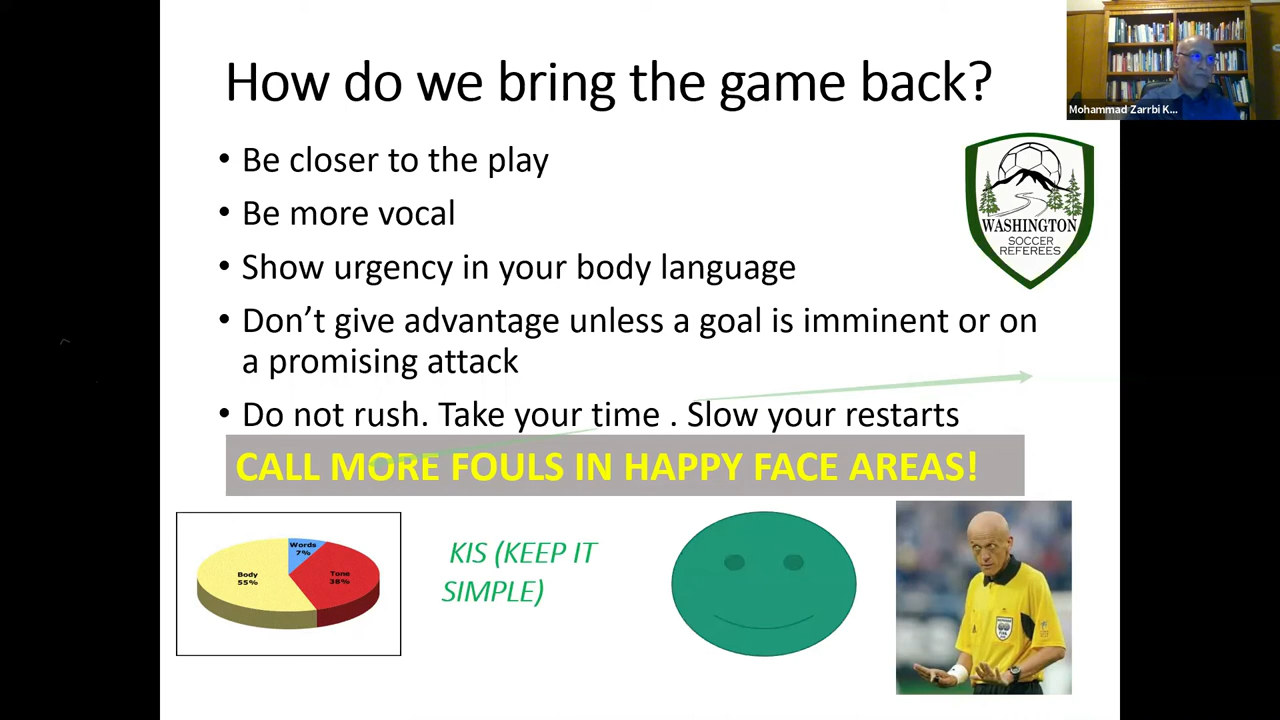 How do we bring the game back?
Mohammad Zarrbi K...
• Be closer to the play
• Be more vocal
• Show urgency in your body language
• Don’t give advantage unless a goal is imminent or on
a promising attack
• Do not rush. Take your time . Slow your restarts
WASHINGTON
SOCCER
REFEREES
CALL MORE FOULS IN HAPPY FACE AREAS!
Words
7%
Body
55%
Tone
38%
KIS (KEEP IT
SIMPLE)